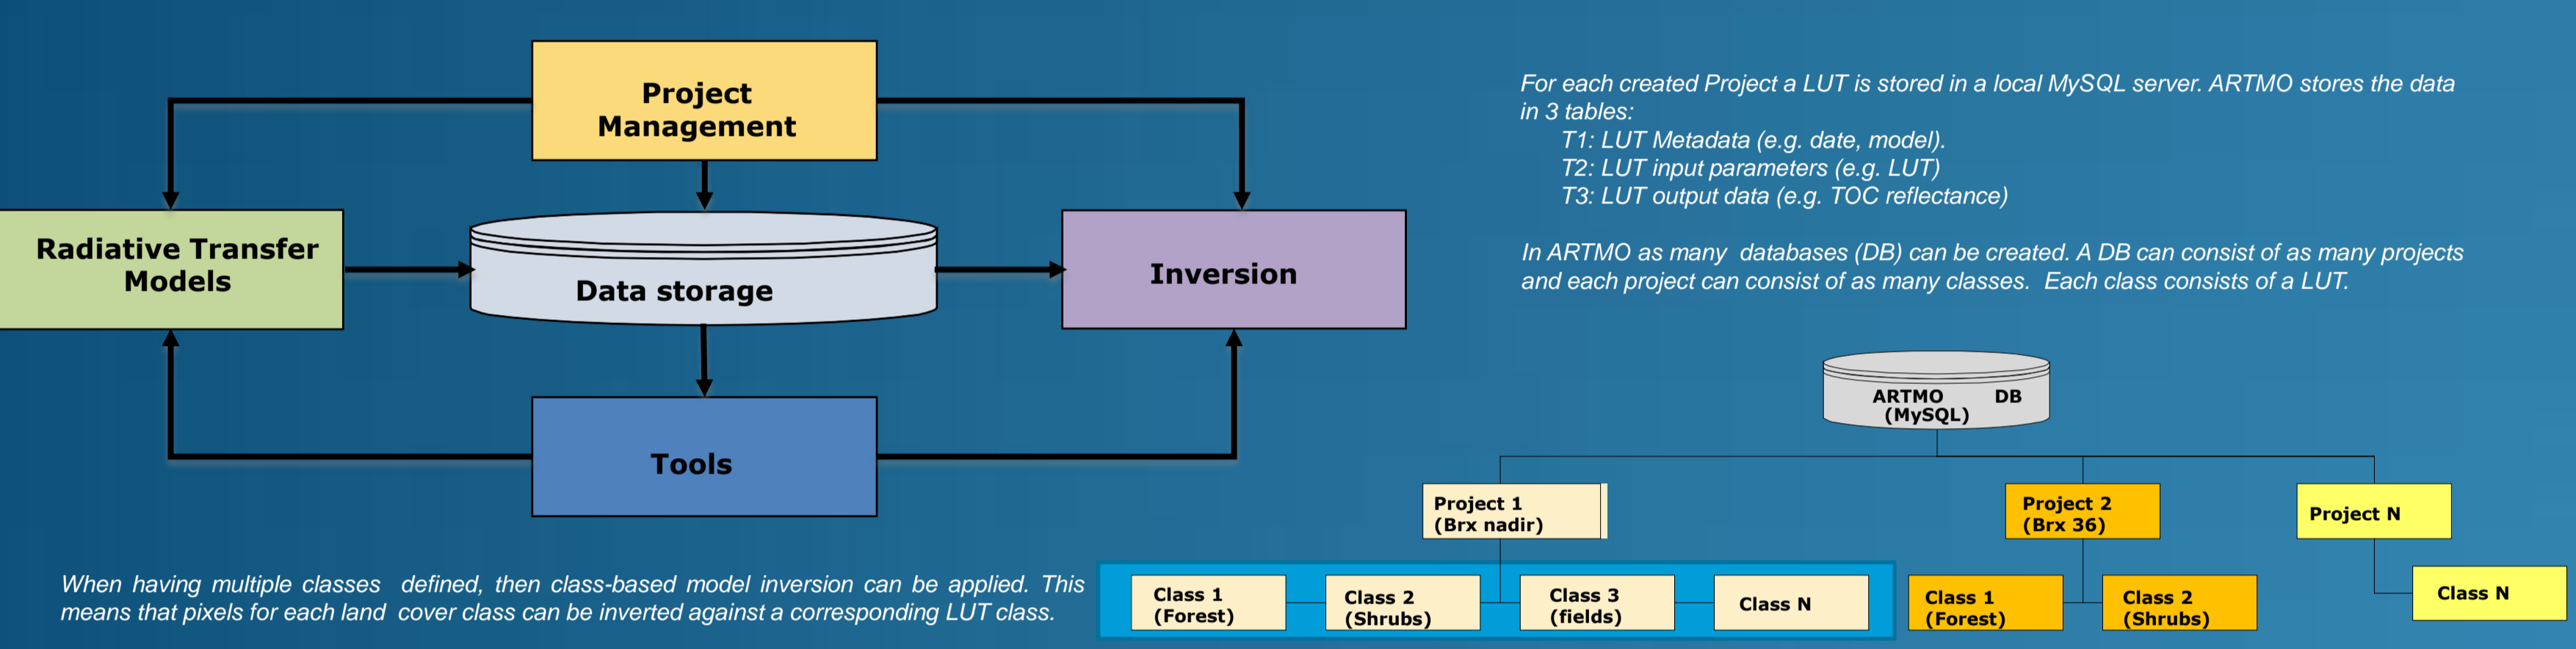 Project
Management
Radiative Transfer
Models
Data storage
Inversion
Tools
When having multiple classes defined, then class-based model inversion can be applied. This
means that pixels for each land cover class can be inverted against a corresponding LUT class.
For each created Project a LUT is stored in a local MySQL server. ARTMO stores the data
in 3 tables:
T1: LUT Metadata (e.g. date, model).
T2: LUT input parameters (e.g. LUT)
T3: LUT output data (e.g. TOC reflectance)
In ARTMO as many databases (DB) can be created. A DB can consist of as many projects
and each project can consist of as many classes. Each class consists of a LUT.
ARTMO DB
(MySQL)
Project 1
(Brx nadir)
Project 2
(Brx 36)
Project N
Class 1
(Forest)
Class 2
(Shrubs)
Class 3
(fields)
Class N
Class 1
(Forest)
Class 2
(Shrubs)
Class N